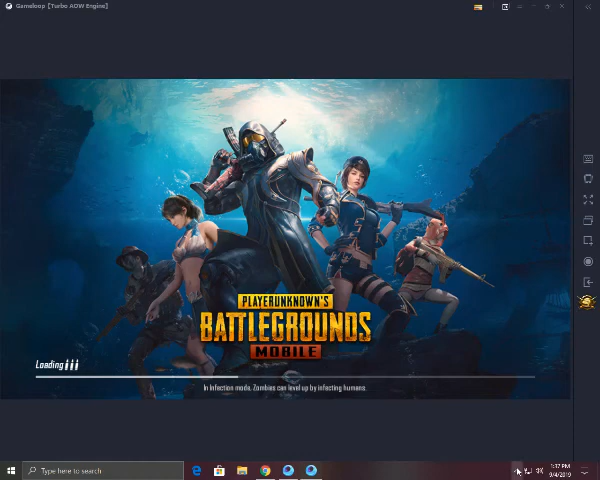 Gameloop [Turbo AOW Engine]
PLAYERUNKNOWN'S
BATTLEGROUNDS
MOBILE
Loading
In Infection mode, Zombies can level up by infecting humans.
Type here to search
1:37 PM
9/4/2019